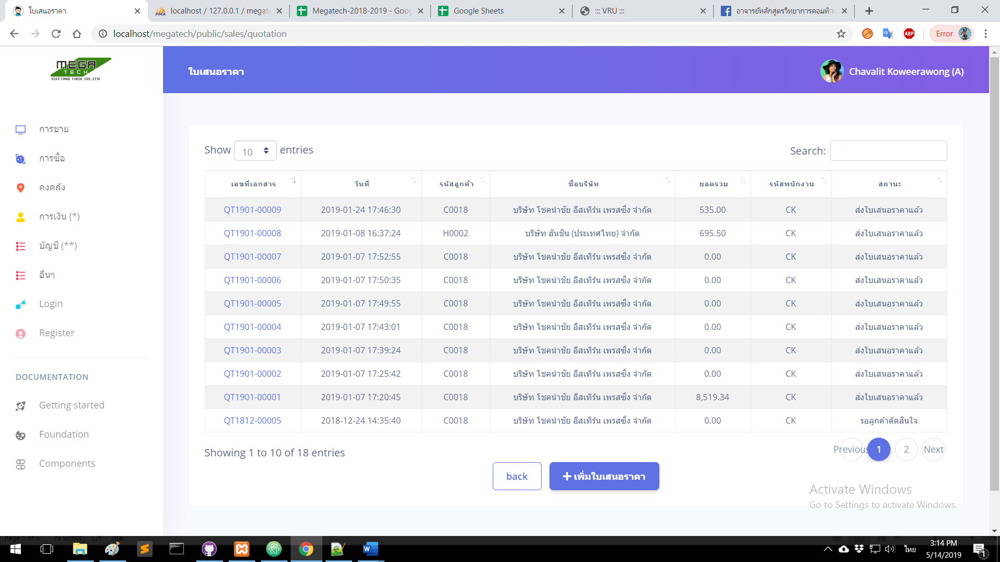 ใบเสนอราคา
localhost / 127.0.0.1 / megate
Megatech-2018-2019 - Goog
Google Sheets
::: VRU :::
อาจารย์หลักสูตรวิทยาการคอมพิว
localhost/megatech/public/sales/quotation
ABP
Error
MEGA
TECH
CUTTING TOOL CO.,LTD.
ใบเสนอราคา
Chavalit Koweerawong (A)
การขาย
การซื้อ
คงคลัง
การเงิน (*)
บัญชี (**)
อื่นๆ
Login
Register
DOCUMENTATION
Getting started
Foundation
Components
Show 10 entries
Search:
เลขที่เอกสาร วันที่ รหัสลูกค้า ชื่อบริษัท ยอดรวม รหัสพนักงาน สถานะ
QT1901-00009 2019-01-24 17:46:30 C0018 บริษัท โชคนำชัย อีสเทิร์น เพรสซิ่ง จำกัด 535.00 CK ส่งใบเสนอราคาแล้ว
QT1901-00008 2019-01-08 16:37:24 H0002 บริษัท ฮันชิน (ประเทศไทย) จำกัด 695.50 CK ส่งใบเสนอราคาแล้ว
QT1901-00007 2019-01-07 17:52:55 C0018 บริษัท โชคนำชัย อีสเทิร์น เพรสซิ่ง จำกัด 0.00 CK ส่งใบเสนอราคาแล้ว
QT1901-00006 2019-01-07 17:50:35 C0018 บริษัท โชคนำชัย อีสเทิร์น เพรสซิ่ง จำกัด 0.00 CK ส่งใบเสนอราคาแล้ว
QT1901-00005 2019-01-07 17:49:55 C0018 บริษัท โชคนำชัย อีสเทิร์น เพรสซิ่ง จำกัด 0.00 CK ส่งใบเสนอราคาแล้ว
QT1901-00004 2019-01-07 17:43:01 C0018 บริษัท โชคนำชัย อีสเทิร์น เพรสซิ่ง จำกัด 0.00 CK ส่งใบเสนอราคาแล้ว
QT1901-00003 2019-01-07 17:39:24 C0018 บริษัท โชคนำชัย อีสเทิร์น เพรสซิ่ง จำกัด 0.00 CK ส่งใบเสนอราคาแล้ว
QT1901-00002 2019-01-07 17:25:42 C0018 บริษัท โชคนำชัย อีสเทิร์น เพรสซิ่ง จำกัด 0.00 CK ส่งใบเสนอราคาแล้ว
QT1901-00001 2019-01-07 17:20:45 C0018 บริษัท โชคนำชัย อีสเทิร์น เพรสซิ่ง จำกัด 8,519.34 CK ส่งใบเสนอราคาแล้ว
QT1812-00005 2018-12-24 14:35:40 C0018 บริษัท โชคนำชัย อีสเทิร์น เพรสซิ่ง จำกัด 0.00 CK รอลูกค้าตัดสินใจ
Showing 1 to 10 of 18 entries
Previous 1 2 Next
back
+ เพิ่มใบเสนอราคา
Activate Windows
Go to Settings to activate Windows.
Page 1 of 3 79 words Thai 100%
ไทย
3:14 PM
5/14/2019
1